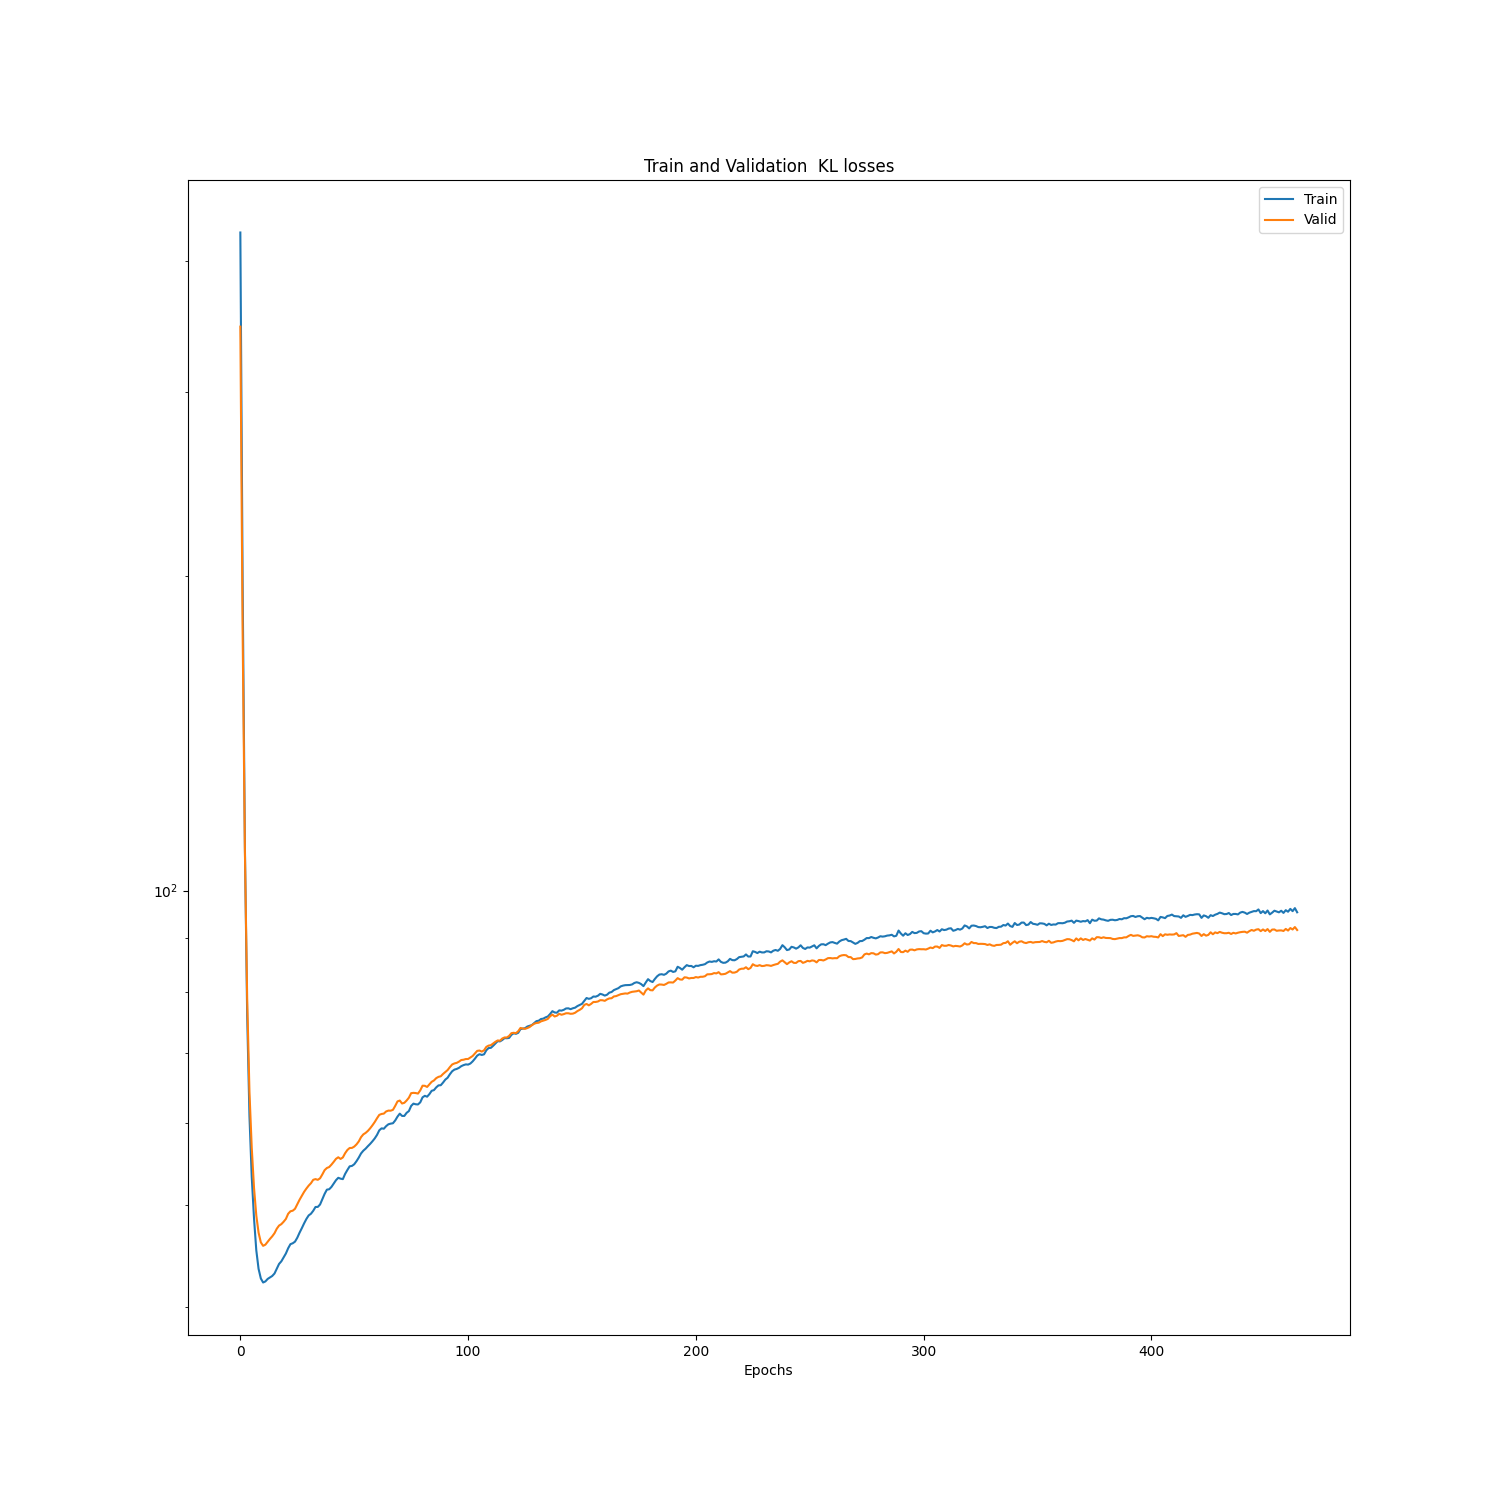 Train and Validation  KL losses
Train
Valid
10²
0 100 200 300 400
Epochs